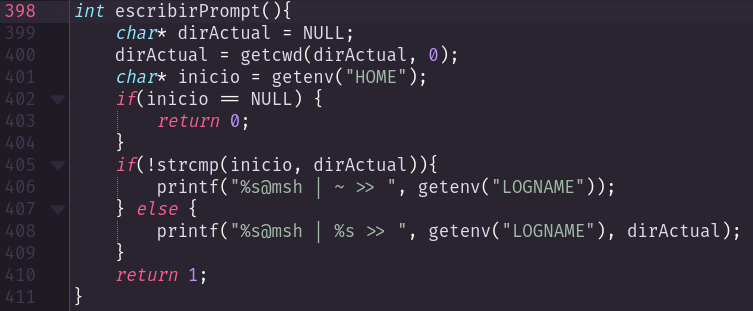 398 int escribirPrompt(){
399     char* dirActual = NULL;
400     dirActual = getcwd(dirActual, 0);
401     char* inicio = getenv("HOME");
402     if(inicio == NULL) {
403         return 0;
404     }
405     if(!strcmp(inicio, dirActual)){
406         printf("%s@msh | ~ >> ", getenv("LOGNAME"));
407     } else {
408         printf("%s@msh | %s >> ", getenv("LOGNAME"), dirActual);
409     }
410     return 1;
411 }